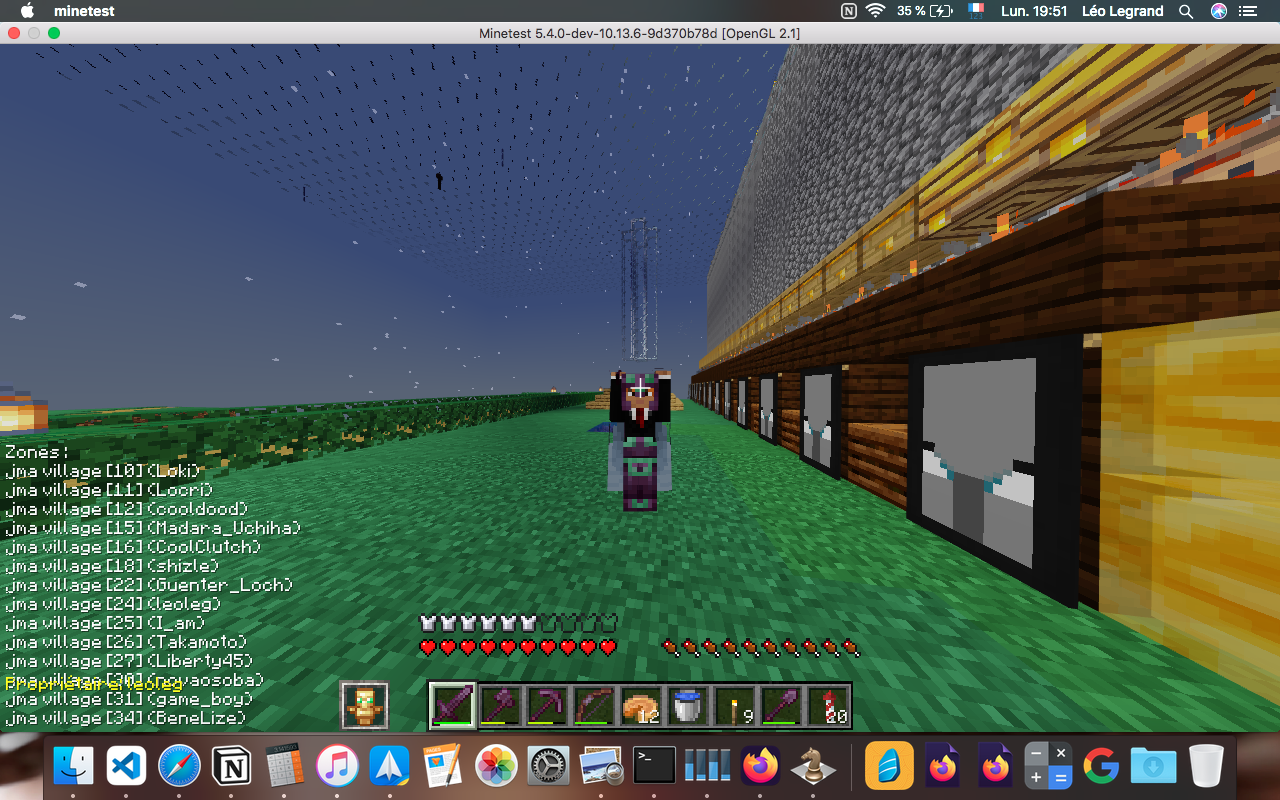 minetest
35 %
Lun. 19:51
Léo Legrand
Minetest 5.4.0-dev-10.13.6-9d370b78d [OpenGL 2.1]
Zones:
jma village [10] (Loki)
jma village [11] (Locri)
jma village [12] (cooldood)
jma village [15] (Madara_Uchiha)
jma village [16] (CoolClutch)
jma village [18] (shizle)
jma village [22] (Guenter_Loch)
jma village [24] (leoleg)
jma village [25] (I_am)
jma village [26] (Takamoto)
jma village [27] (Liberty45)
jma village [30]
jma village [31] (game_boy)
jma village [34] (BeneLize)
12
9
20